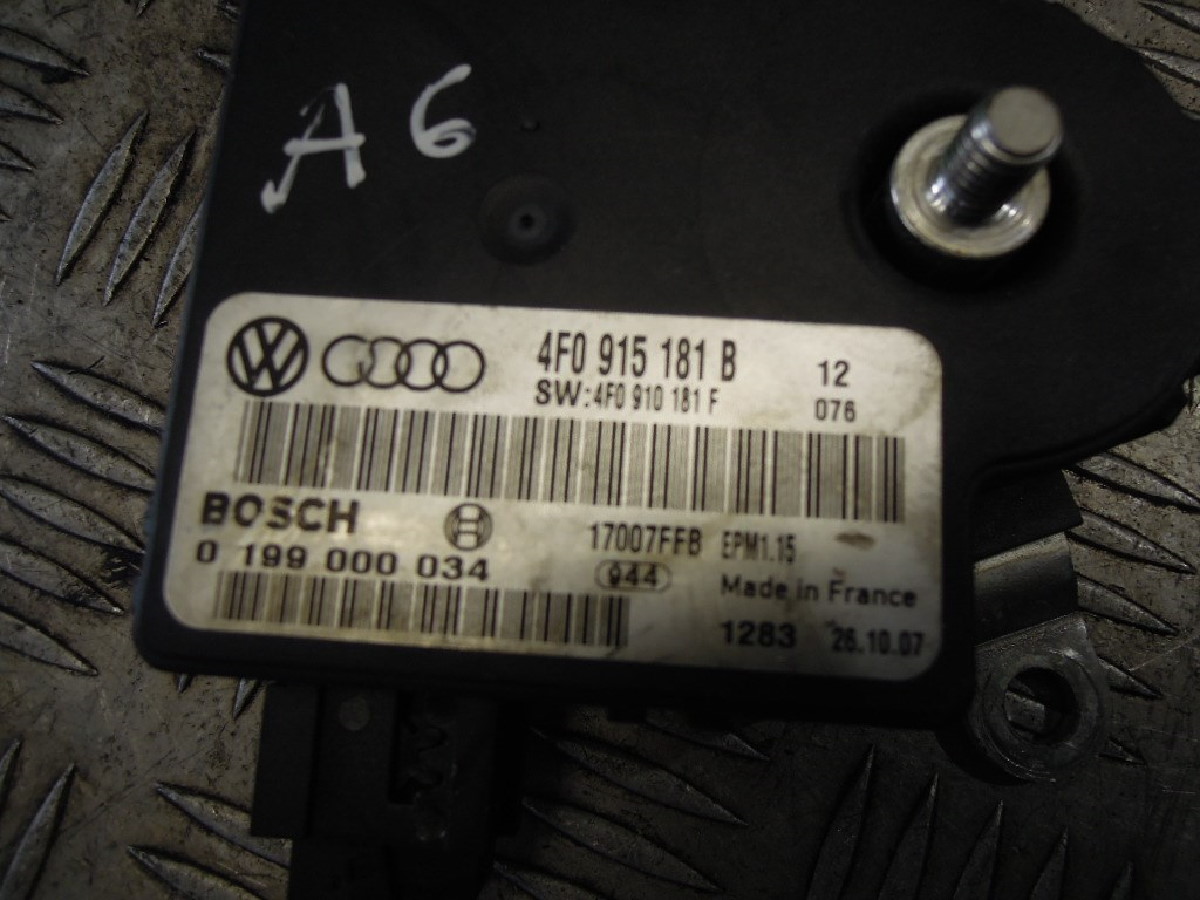 A6
4F0 915 181 B 12
SW:4F0 910 181 F 076
BOSCH 17007FFB EPM1.15
0 199 000 034 944 Made in France
1283 26.10.07